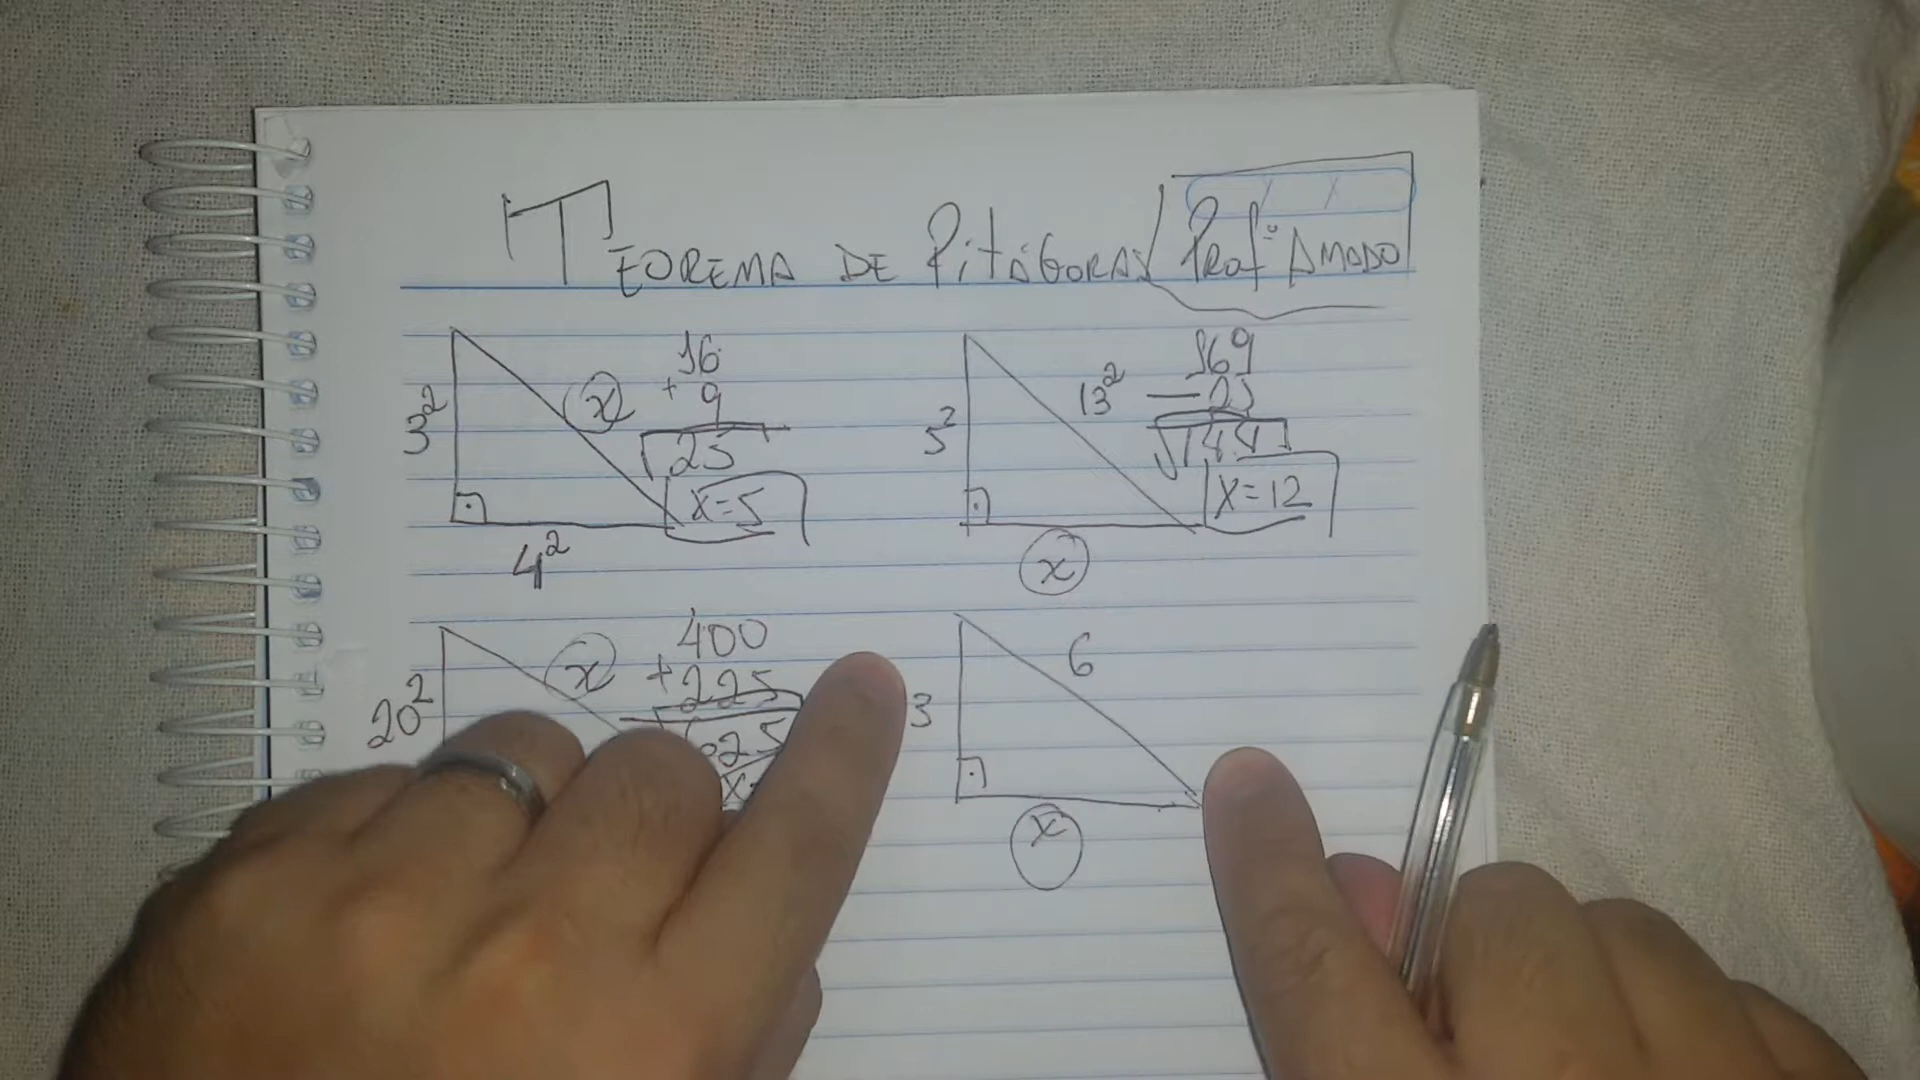 TEOREMA DE PITÁGORAS Profº AMADO
3² x 16
+ 9
25
x=5
4²
5² 13² 169
— 25
√144
x=12
x
20² x 400
+225
625
x=
3 6
x